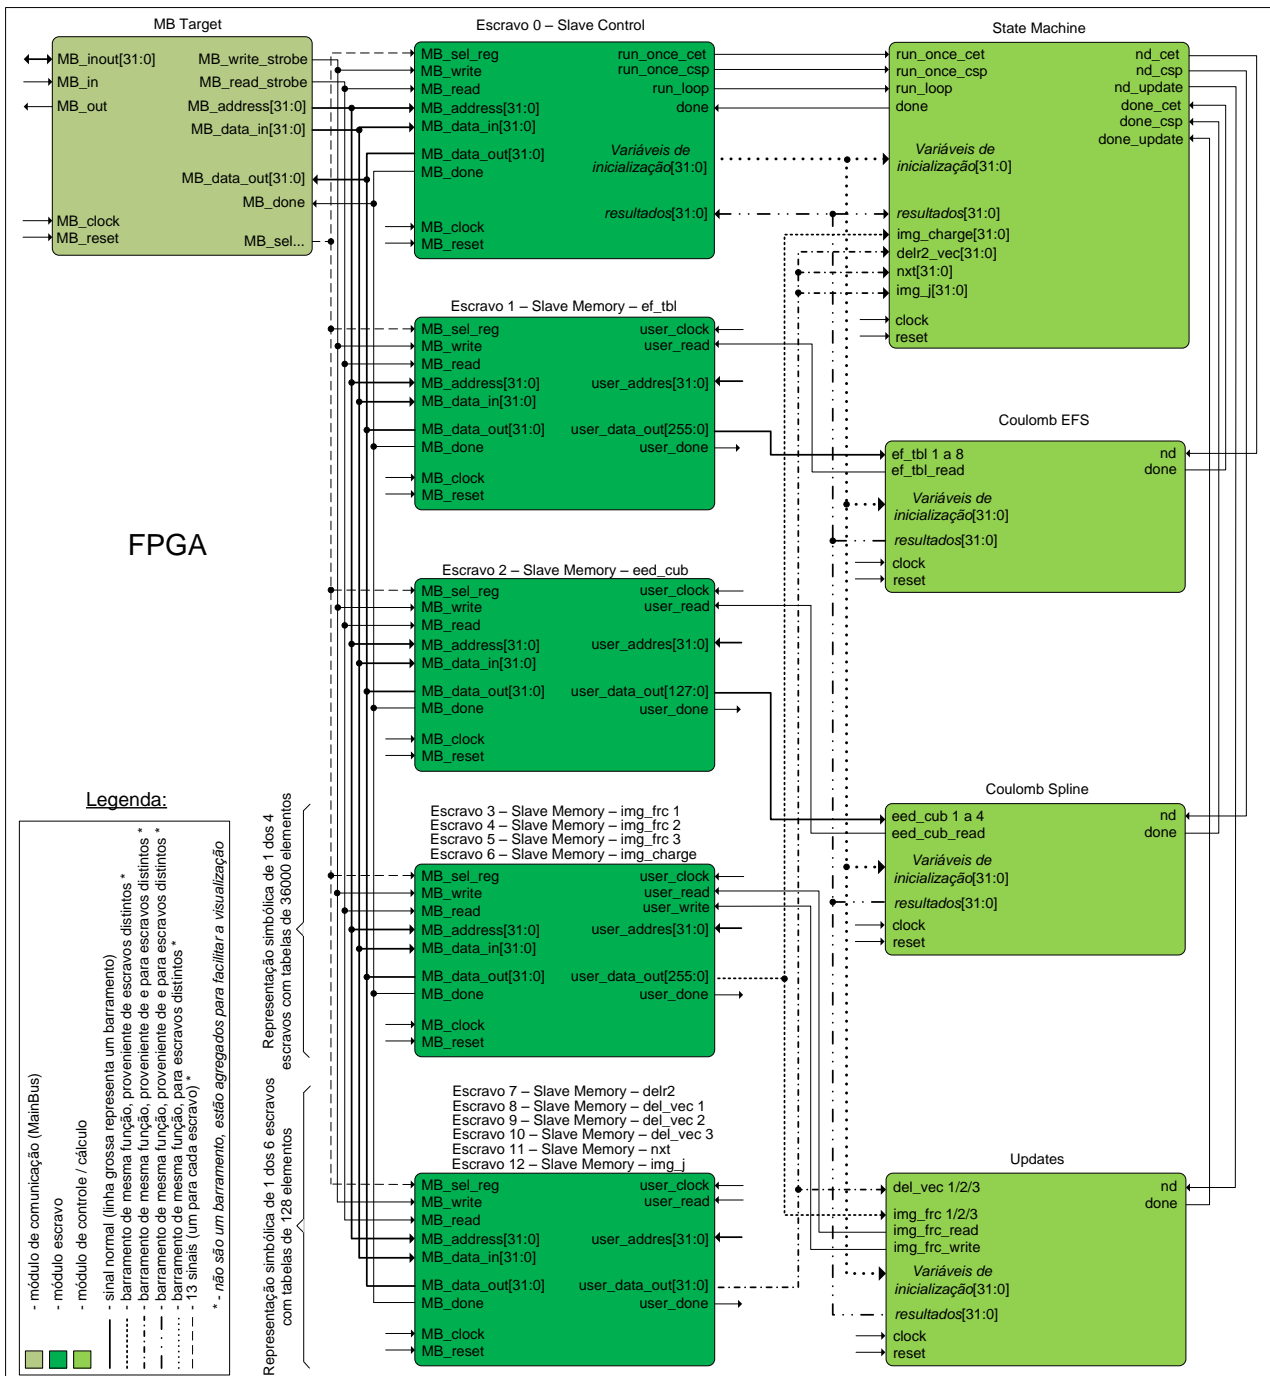 MB Target
MB_inout[31:0]
MB_in
MB_out
MB_write_strobe
MB_read_strobe
MB_address[31:0]
MB_data_in[31:0]
MB_data_out[31:0]
MB_done
MB_clock
MB_reset
MB_sel...
Escravo 0 – Slave Control
MB_sel_reg
MB_write
MB_read
MB_address[31:0]
MB_data_in[31:0]
MB_data_out[31:0]
MB_done
MB_clock
MB_reset
run_once_cet
run_once_csp
run_loop
done
Variáveis de
inicialização[31:0]
resultados[31:0]
State Machine
run_once_cet
run_once_csp
run_loop
done
Variáveis de
inicialização[31:0]
resultados[31:0]
img_charge[31:0]
delr2_vec[31:0]
nxt[31:0]
img_j[31:0]
clock
reset
nd_cet
nd_csp
nd_update
done_cet
done_csp
done_update
Escravo 1 – Slave Memory – ef_tbl
MB_sel_reg
MB_write
MB_read
MB_address[31:0]
MB_data_in[31:0]
MB_data_out[31:0]
MB_done
MB_clock
MB_reset
user_clock
user_read
user_addres[31:0]
user_data_out[255:0]
user_done
Coulomb EFS
ef_tbl 1 a 8
ef_tbl_read
Variáveis de
inicialização[31:0]
resultados[31:0]
clock
reset
nd
done
FPGA
Escravo 2 – Slave Memory – eed_cub
MB_sel_reg
MB_write
MB_read
MB_address[31:0]
MB_data_in[31:0]
MB_data_out[31:0]
MB_done
MB_clock
MB_reset
user_clock
user_read
user_addres[31:0]
user_data_out[127:0]
user_done
Coulomb Spline
eed_cub 1 a 4
eed_cub_read
Variáveis de
inicialização[31:0]
resultados[31:0]
clock
reset
nd
done
Escravo 3 – Slave Memory – img_frc 1
Escravo 4 – Slave Memory – img_frc 2
Escravo 5 – Slave Memory – img_frc 3
Escravo 6 – Slave Memory – img_charge
MB_sel_reg
MB_write
MB_read
MB_address[31:0]
MB_data_in[31:0]
MB_data_out[31:0]
MB_done
MB_clock
MB_reset
user_clock
user_read
user_write
user_addres[31:0]
user_data_out[255:0]
user_done
Representação simbólica de 1 dos 4
escravos com tabelas de 36000 elementos
Escravo 7 – Slave Memory – delr2
Escravo 8 – Slave Memory – del_vec 1
Escravo 9 – Slave Memory – del_vec 2
Escravo 10 – Slave Memory – del_vec 3
Escravo 11 – Slave Memory – nxt
Escravo 12 – Slave Memory – img_j
MB_sel_reg
MB_write
MB_read
MB_address[31:0]
MB_data_in[31:0]
MB_data_out[31:0]
MB_done
MB_clock
MB_reset
user_clock
user_read
user_addres[31:0]
user_data_out[31:0]
user_done
Representação simbólica de 1 dos 6 escravos
com tabelas de 128 elementos
Updates
del_vec 1/2/3
img_frc 1/2/3
img_frc_read
img_frc_write
Variáveis de
inicialização[31:0]
resultados[31:0]
clock
reset
nd
done
Legenda:
- módulo de comunicação (MainBus)
- módulo escravo
- módulo de controle / cálculo
- sinal normal (linha grossa representa um barramento)
- barramento de mesma função, proveniente de escravos distintos *
- barramento de mesma função, proveniente de e para escravos distintos *
- barramento de mesma função, proveniente de e para escravos distintos *
- barramento de mesma função, para escravos distintos *
- 13 sinais (um para cada escravo) *
* - não são um barramento, estão agregados para facilitar a visualização